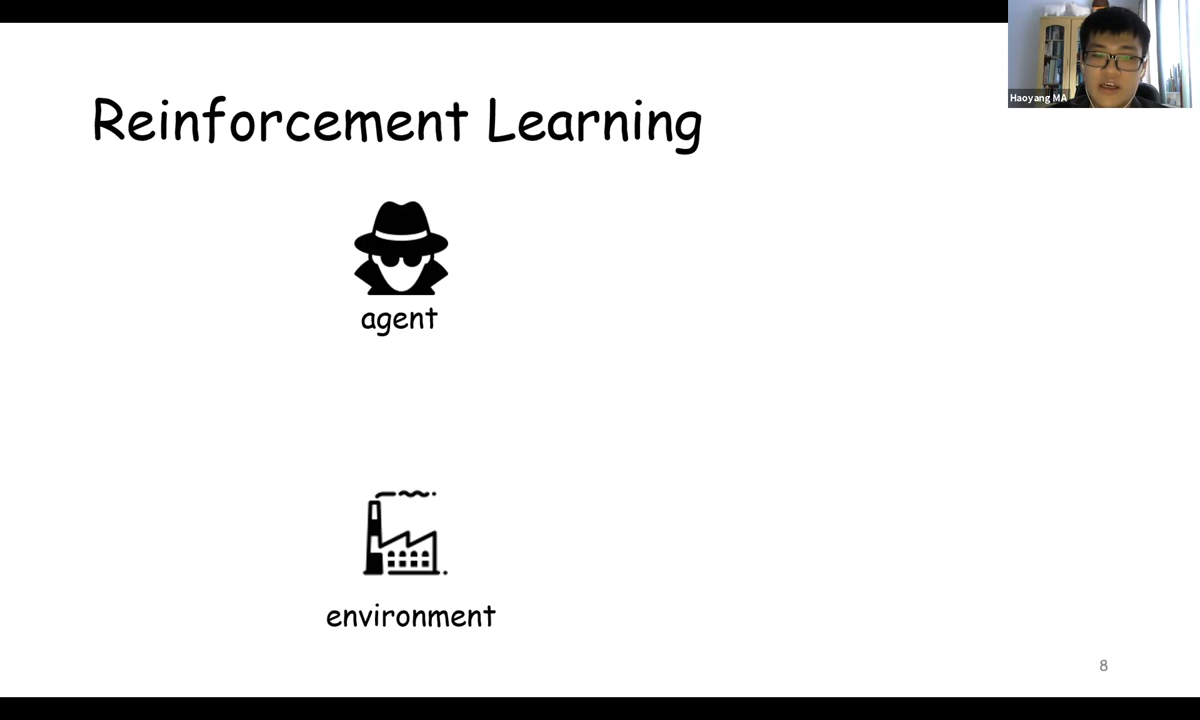 Haoyang MA
Reinforcement Learning
agent
environment
8